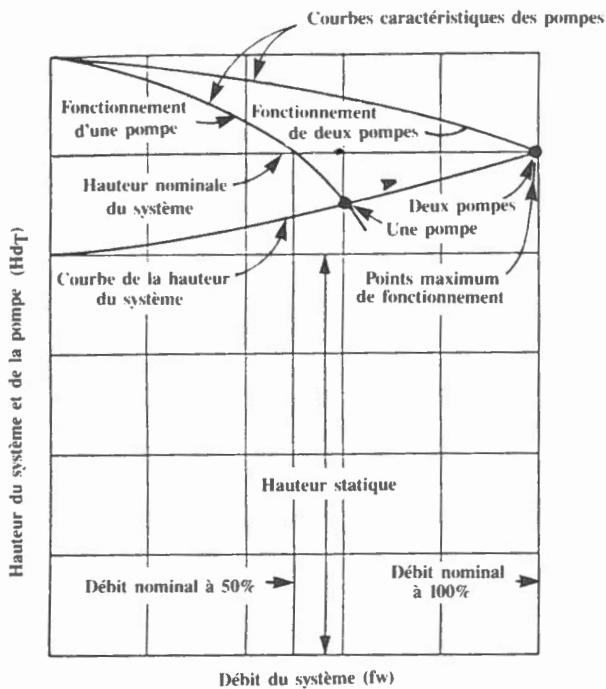 Courbes caractéristiques des pompes
Fonctionnement
d'une pompe
Fonctionnement
de deux pompes
Hauteur nominale
du système
Deux pompes
Une pompe
Courbe de la hauteur
du système
Points maximum
de fonctionnement
Hauteur du système et de la pompe (HdT)
Hauteur statique
Débit nominal à 50%
Débit nominal
à 100%
Débit du système (fw)